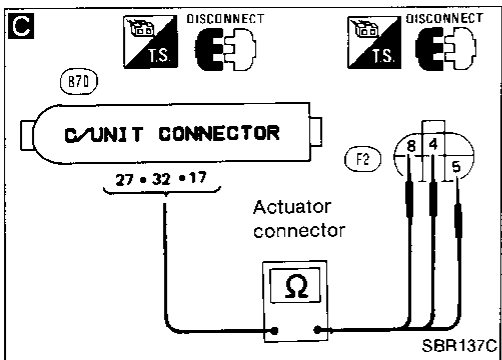 C
DISCONNECT
DISCONNECT
T.S.
T.S.
B70
C/UNIT CONNECTOR
8 4
5
F2
27 • 32 • 17
Actuator
connector
Ω
SBR137C